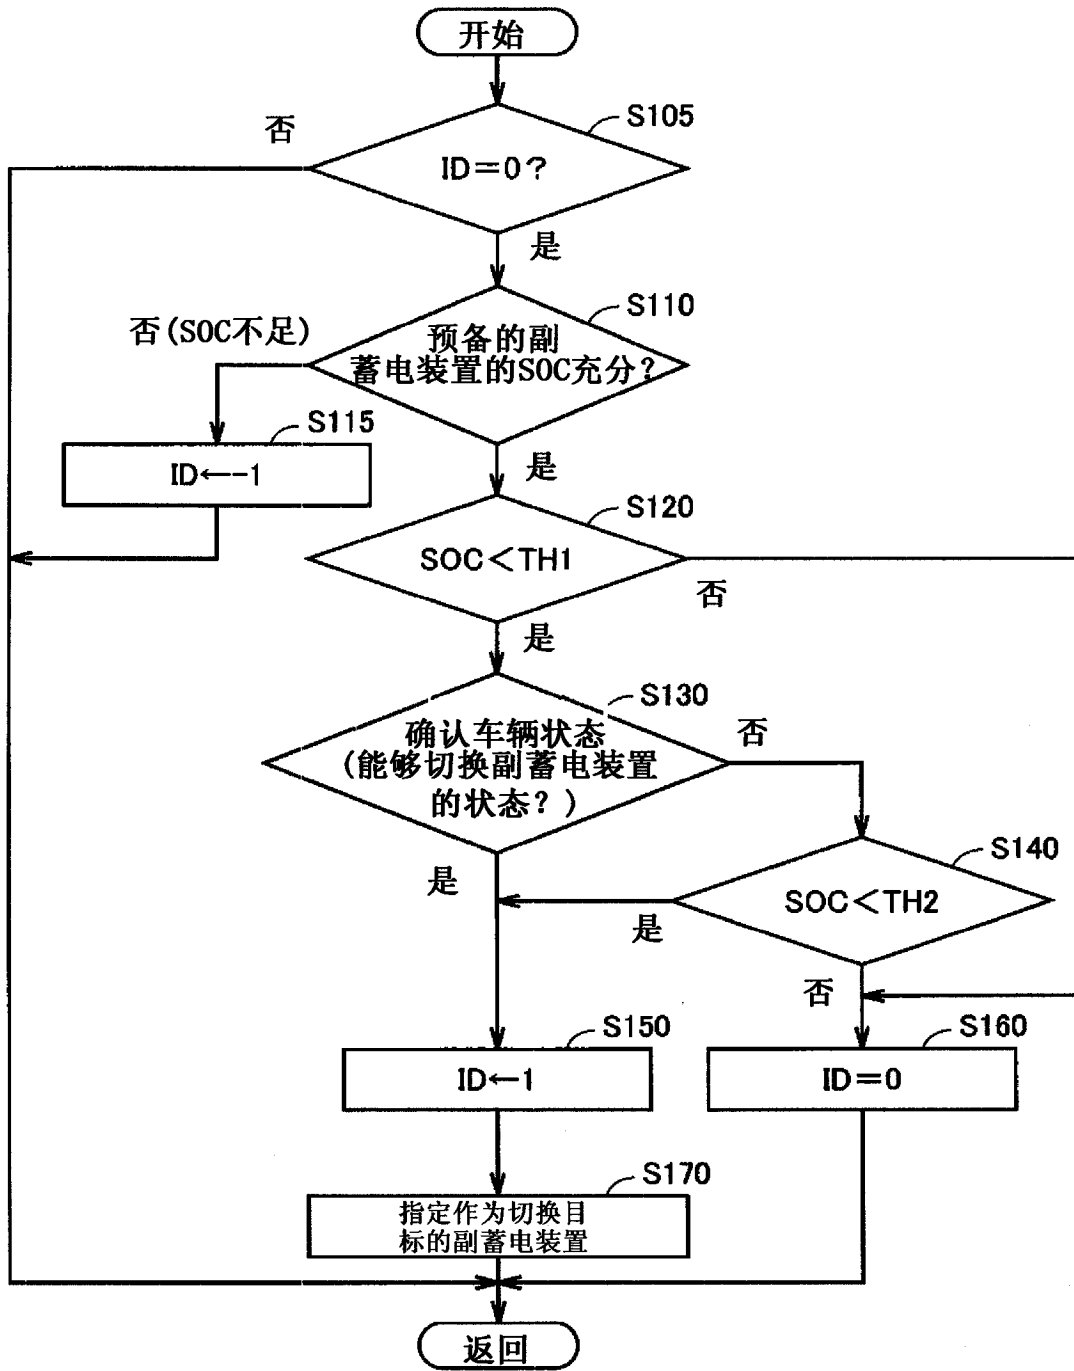 开始
S105
否
ID=0?
是
S110
否(SOC不足)
预备的副
蓄电装置的SOC充分?
S115
ID←-1
是
S120
SOC<TH1
否
是
S130
确认车辆状态
(能够切换副蓄电装置
的状态?)
否
是
S140
SOC<TH2
是
否
S150
ID←1
S160
ID=0
S170
指定作为切换目
标的副蓄电装置
返回